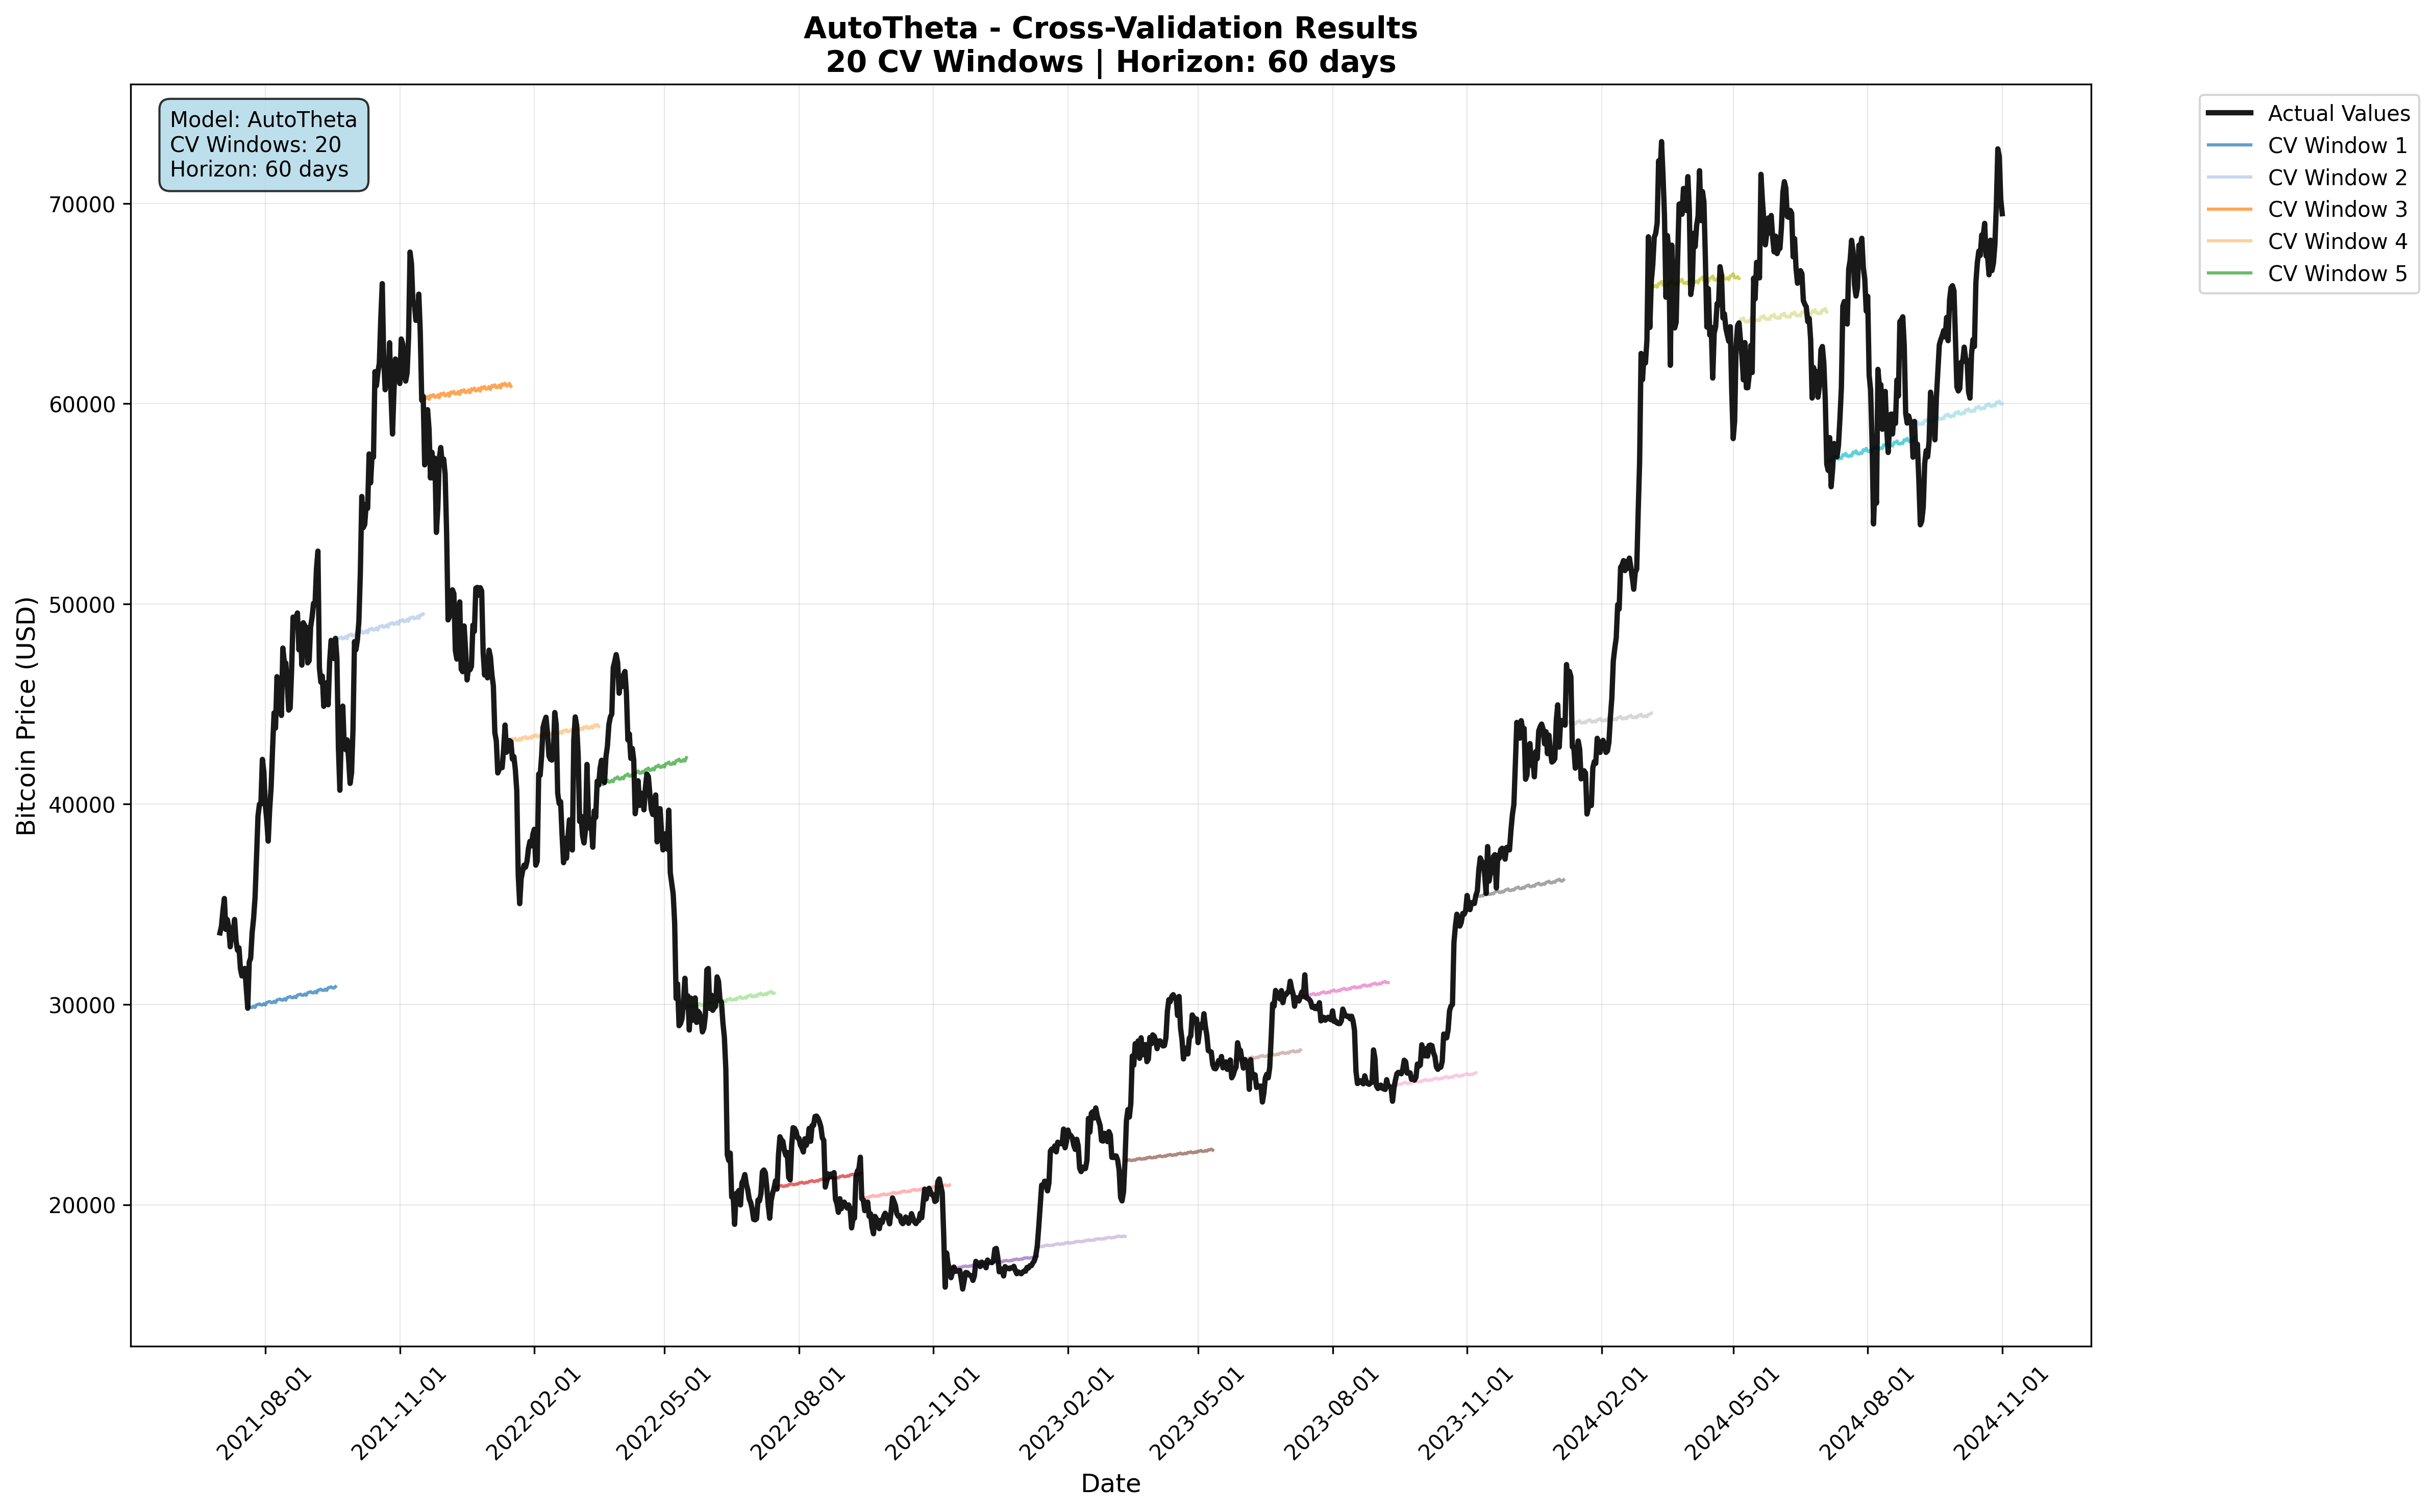 AutoTheta - Cross-Validation Results
20 CV Windows | Horizon: 60 days
Model: AutoTheta
CV Windows: 20
Horizon: 60 days
Actual Values
CV Window 1
CV Window 2
CV Window 3
CV Window 4
CV Window 5
Bitcoin Price (USD)
70000
60000
50000
40000
30000
20000
2021-08-01
2021-11-01
2022-02-01
2022-05-01
2022-08-01
2022-11-01
2023-02-01
2023-05-01
2023-08-01
2023-11-01
2024-02-01
2024-05-01
2024-08-01
2024-11-01
Date